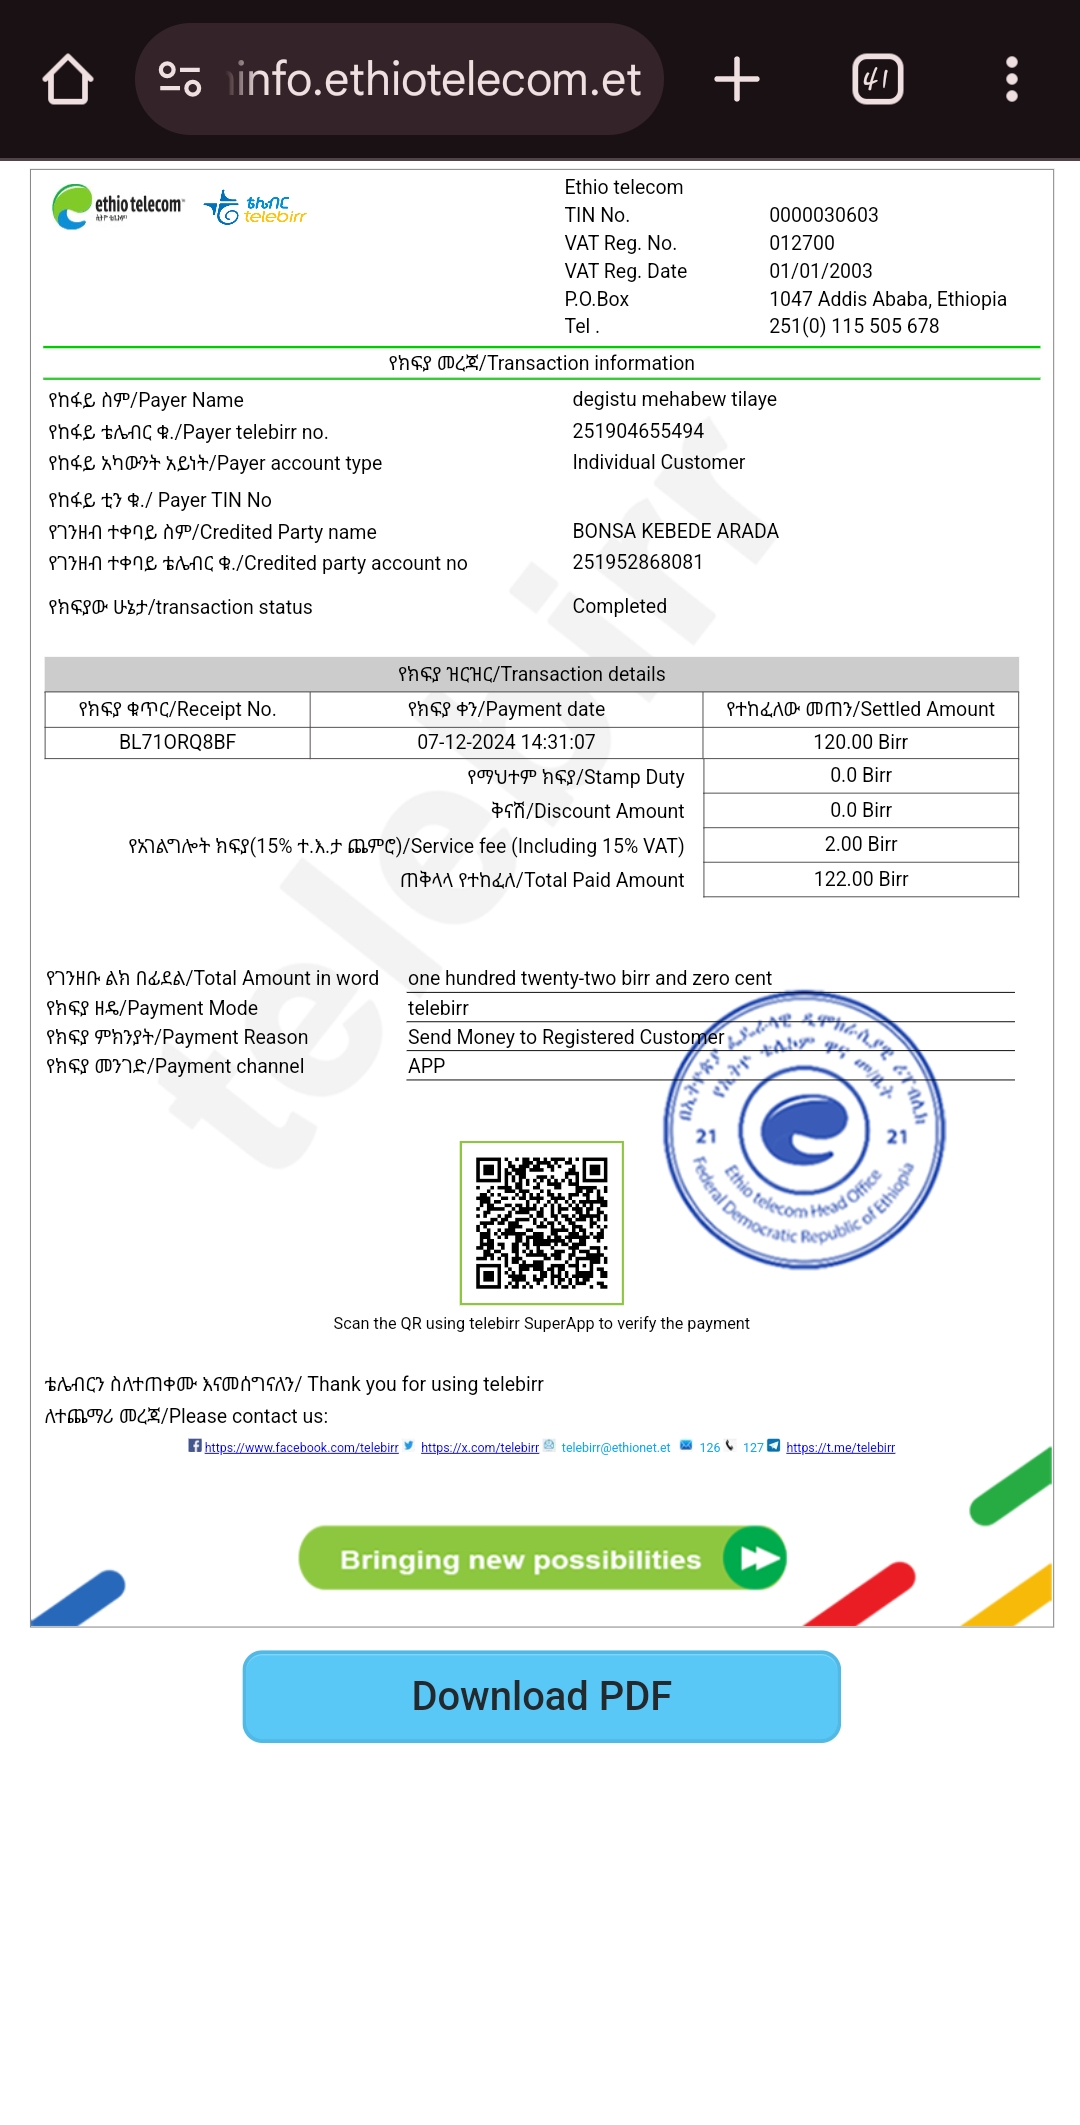 info.ethiotelecom.et
41
ethio telecom
ኢትዮ ቴሌኮም
ቴሌብር
telebirr
Ethio telecom
TIN No. 0000030603
VAT Reg. No. 012700
VAT Reg. Date 01/01/2003
P.O.Box 1047 Addis Ababa, Ethiopia
Tel . 251(0) 115 505 678
የክፍያ መረጃ/Transaction information
የከፋይ ስም/Payer Name degistu mehabew tilaye
የከፋይ ቴሌብር ቁ./Payer telebirr no. 251904655494
የከፋይ አካውንት አይነት/Payer account type Individual Customer
የከፋይ ቲን ቁ./ Payer TIN No
የገንዘብ ተቀባይ ስም/Credited Party name BONSA KEBEDE ARADA
የገንዘብ ተቀባይ ቴሌብር ቁ./Credited party account no 251952868081
የክፍያው ሁኔታ/transaction status Completed
telebirr
የክፍያ ዝርዝር/Transaction details
የክፍያ ቁጥር/Receipt No. የክፍያ ቀን/Payment date የተከፈለው መጠን/Settled Amount
BL71ORQ8BF 07-12-2024 14:31:07 120.00 Birr
የማህተም ክፍያ/Stamp Duty 0.0 Birr
ቅናሽ/Discount Amount 0.0 Birr
የአገልግሎት ክፍያ(15% ተ.እ.ታ ጨምሮ)/Service fee (Including 15% VAT) 2.00 Birr
ጠቅላላ የተከፈለ/Total Paid Amount 122.00 Birr
የገንዘቡ ልክ በፊደል/Total Amount in word one hundred twenty-two birr and zero cent
የክፍያ ዘዴ/Payment Mode telebirr
የክፍያ ምክንያት/Payment Reason Send Money to Registered Customer
የክፍያ መንገድ/Payment channel APP
በኢትዮጵያ ፌዴራላዊ ዲሞክራሲያዊ ሪፐብሊክ
የኢትዮ ቴሌኮም ዋና መ/ቤት
21 21
Ethio telecom Head Office
Federal Democratic Republic of Ethiopia
Scan the QR using telebirr SuperApp to verify the payment
ቴሌብርን ስለተጠቀሙ እናመሰግናለን/ Thank you for using telebirr
ለተጨማሪ መረጃ/Please contact us:
https://www.facebook.com/telebirr https://x.com/telebirr telebirr@ethionet.et 126 127 https://t.me/telebirr
Bringing new possibilities
Download PDF